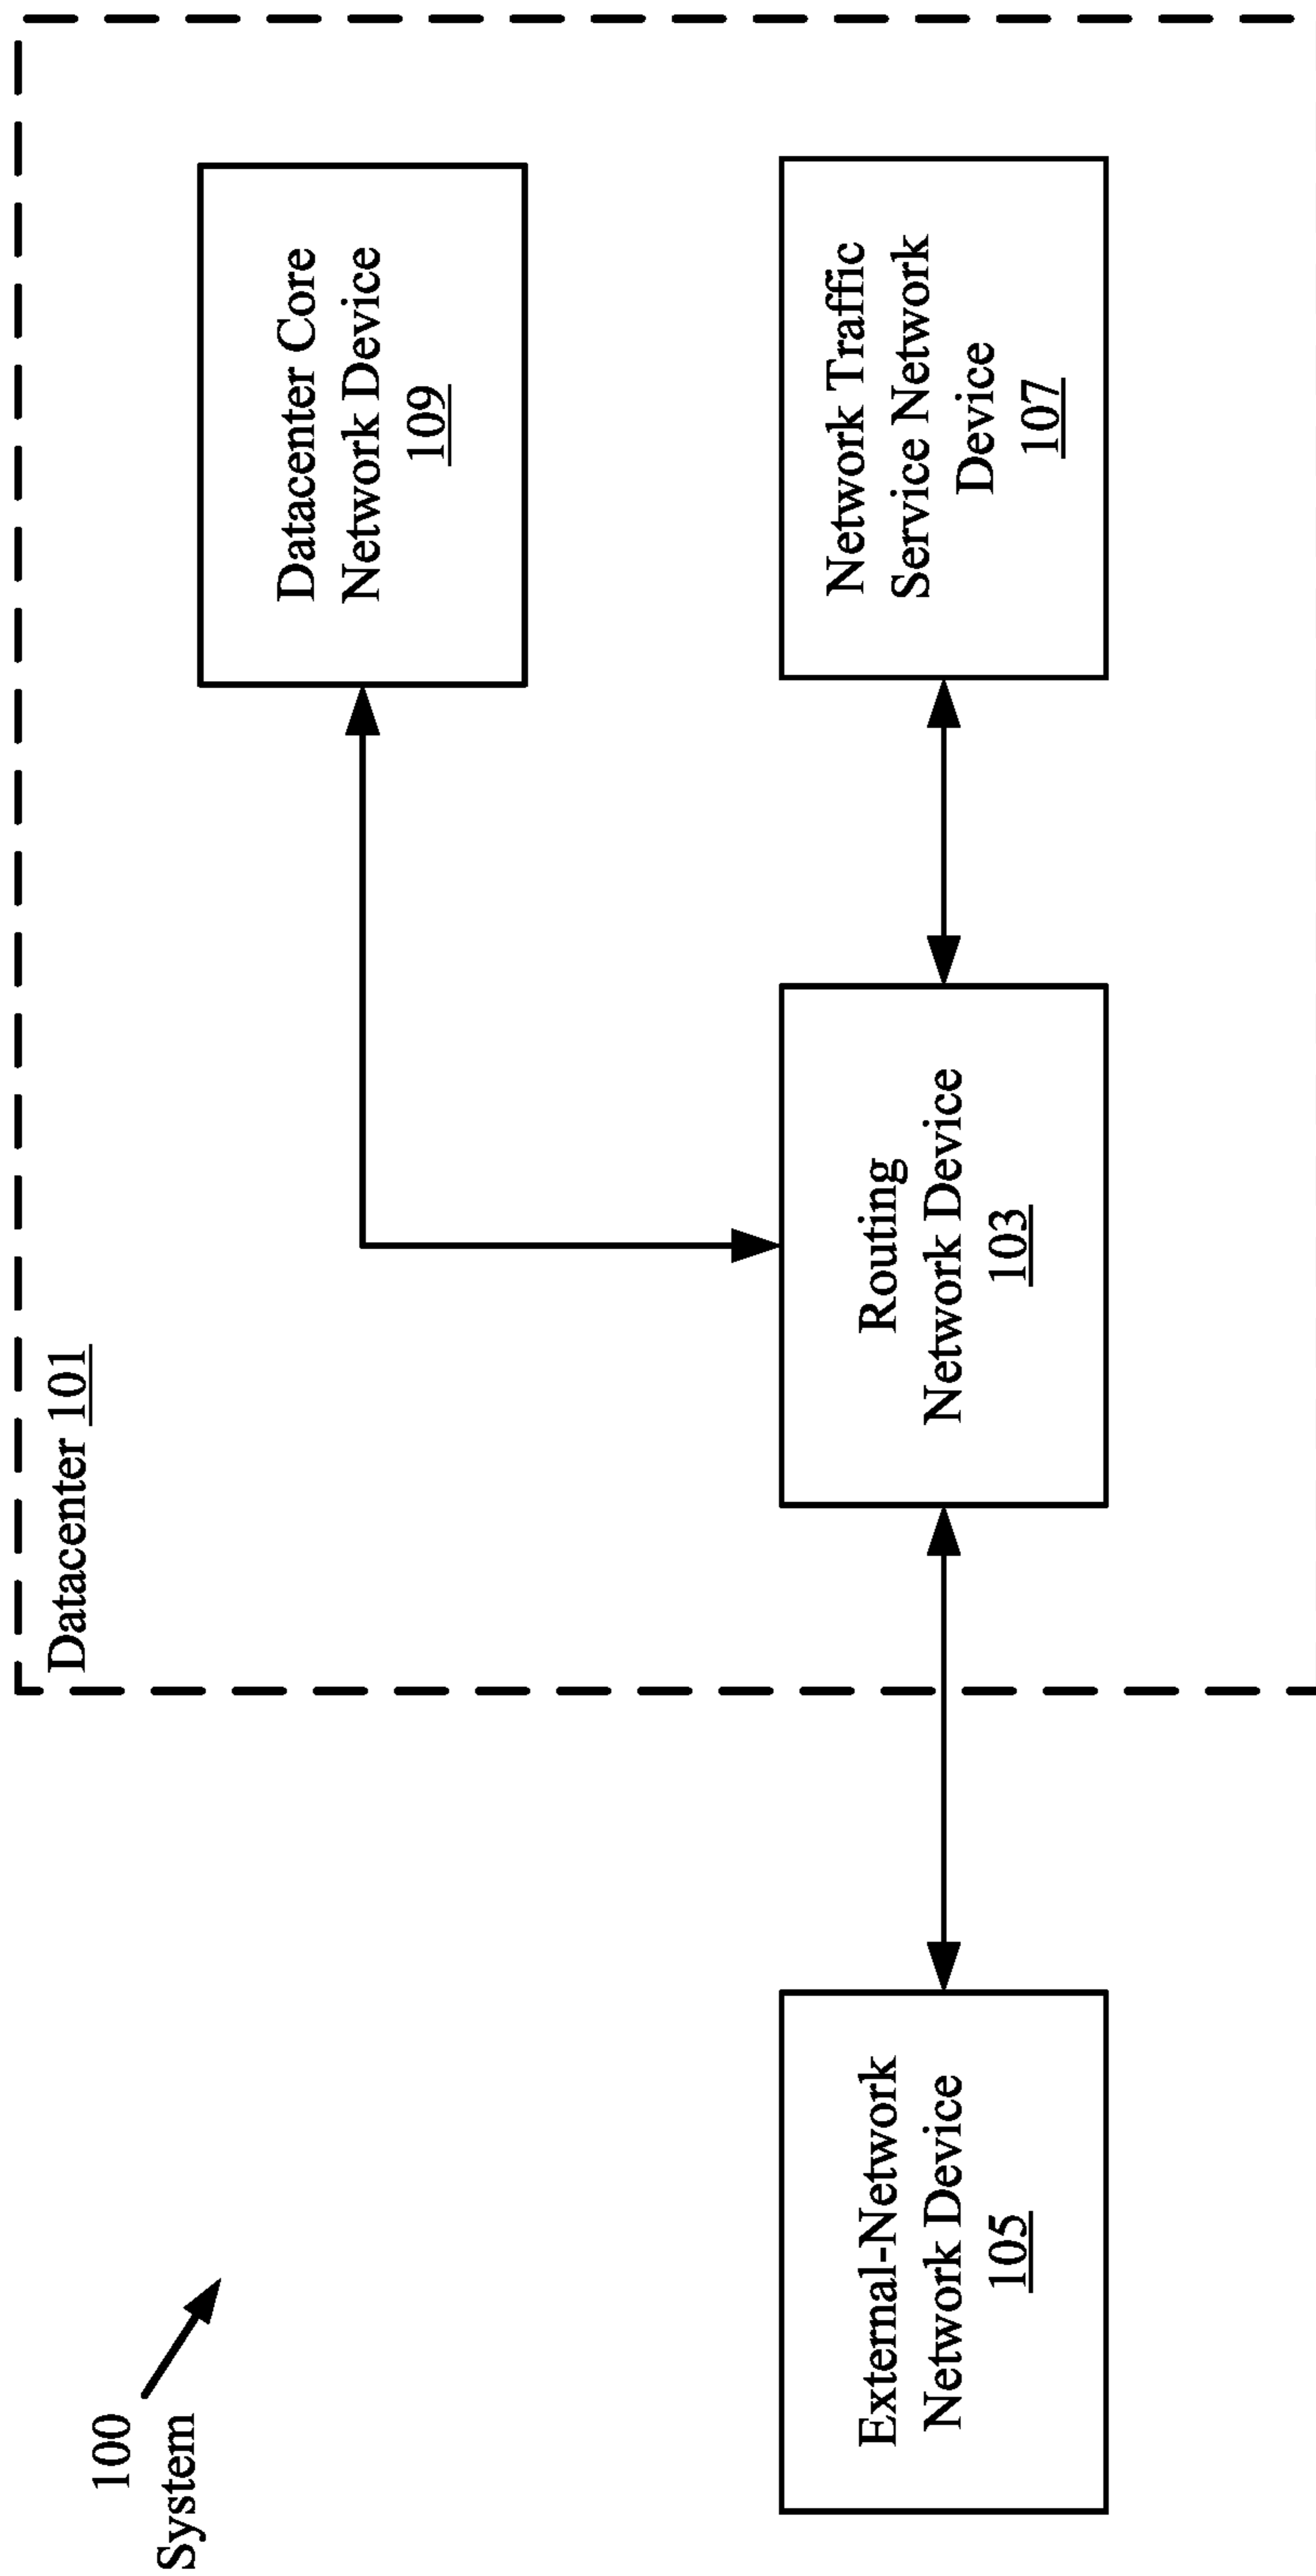 100
System
Datacenter 101
Datacenter Core
Network Device
109
External-Network
Network Device
105
Routing
Network Device
103
Network Traffic
Service Network
Device
107